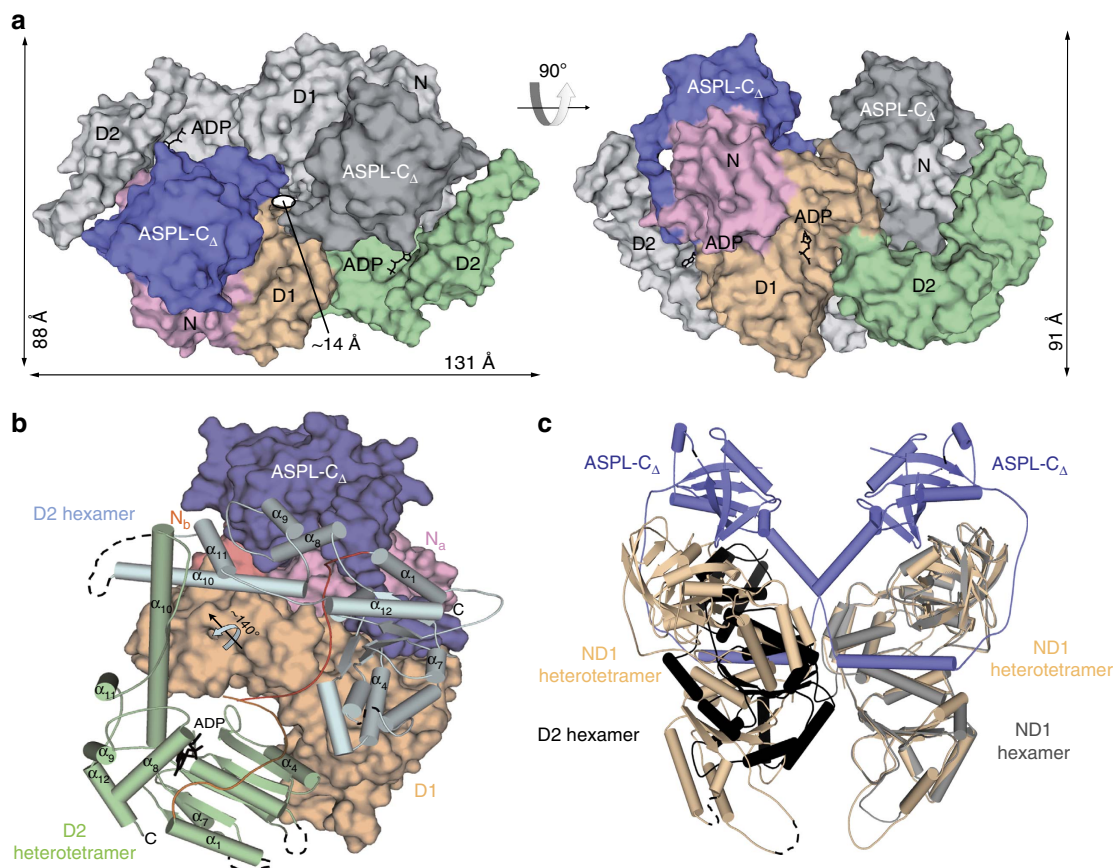 a
D1
N
90°
ASPL-CΔ
ASPL-CΔ
D2
ADP
ASPL-CΔ
N
ASPL-CΔ
N
D2
ADP
ADP
ASPL-CΔ
ADP
D2
D1
D2
D1
N
~14 Å
88 Å
131 Å
91 Å
b
ASPL-CΔ
D2 hexamer
Nb
Na
α9
α8
α11
α10
α1
α12
C
α10
~140°
α7
α4
α11
ADP
α9
α8
α12
α4
α7
α1
C
D1
D2
heterotetramer
c
ASPL-CΔ
ASPL-CΔ
ND1
heterotetramer
ND1
heterotetramer
D2 hexamer
ND1
hexamer